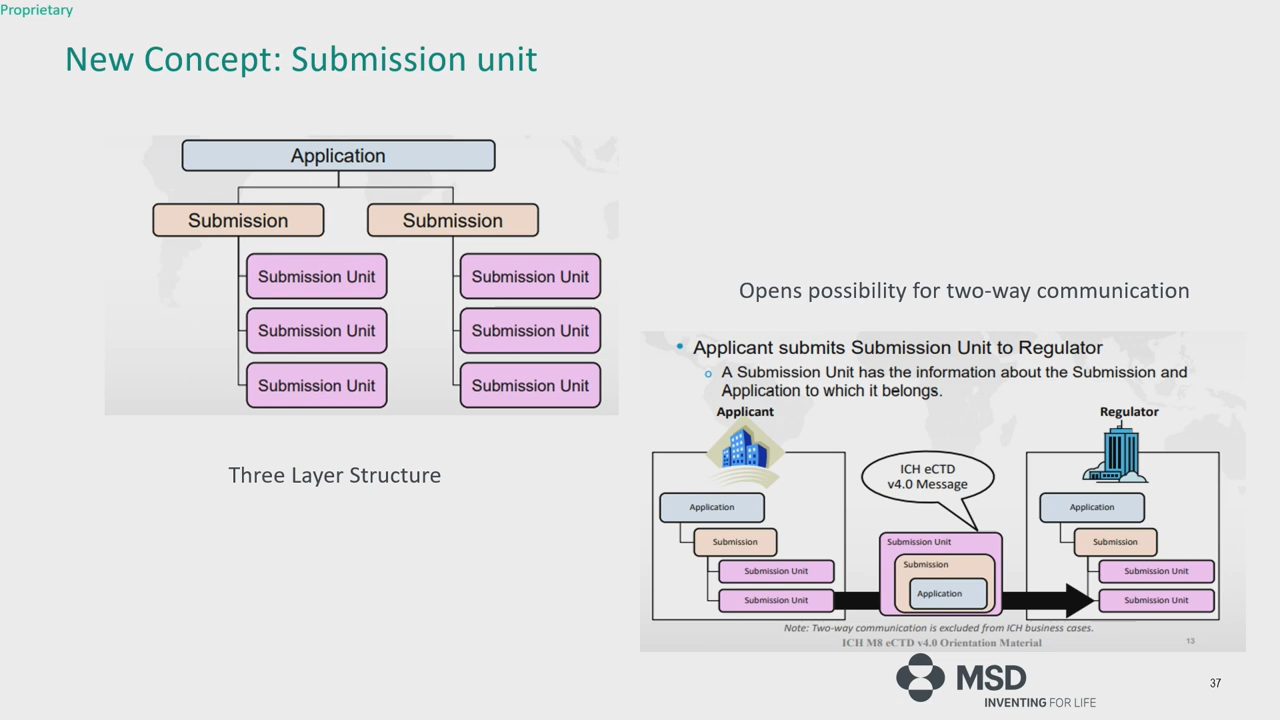 Proprietary
New Concept: Submission unit
Application
Submission
Submission
Submission Unit
Submission Unit
Submission Unit
Submission Unit
Submission Unit
Submission Unit
Three Layer Structure
Opens possibility for two-way communication
• Applicant submits Submission Unit to Regulator
o A Submission Unit has the information about the Submission and
Application to which it belongs.
Applicant
Regulator
ICH eCTD
v4.0 Message
Application
Submission
Submission Unit
Submission Unit
Submission Unit
Submission
Application
Application
Submission
Submission Unit
Submission Unit
Note: Two-way communication is excluded from ICH business cases.
ICH M8 eCTD v4.0 Orientation Material
13
MSD
INVENTING FOR LIFE
37